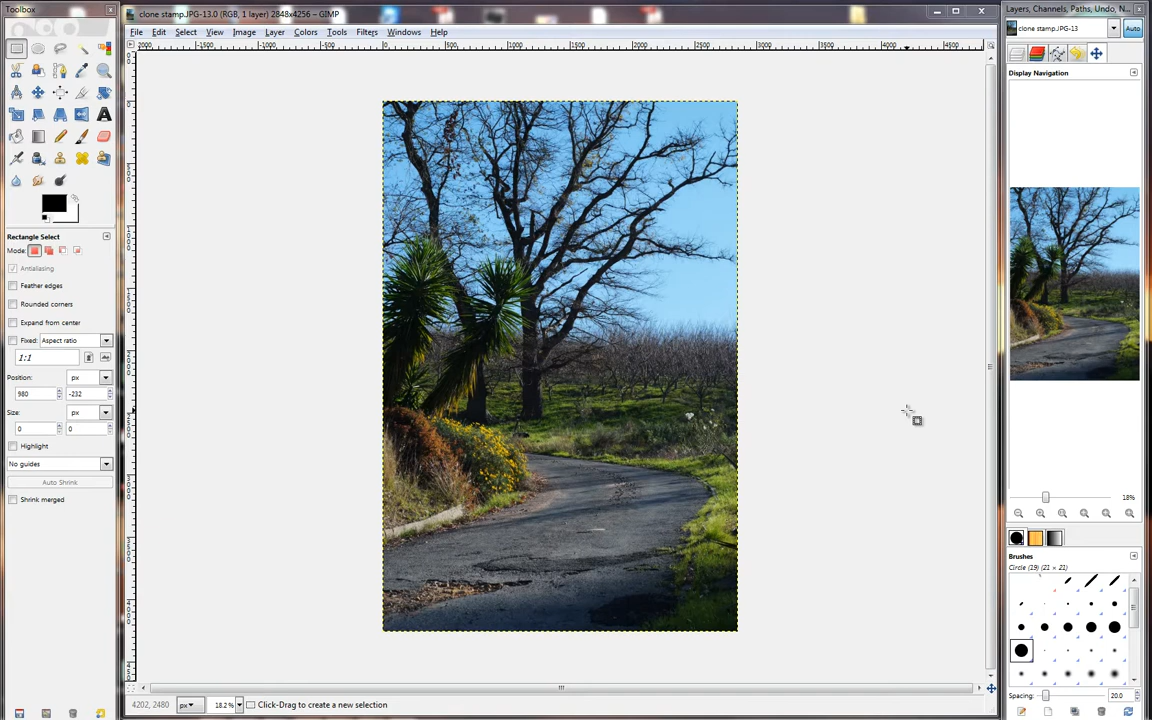 Toolbox
clone stamp.JPG-13.0 (RGB, 1 layer) 2848x4256 – GIMP
Layers, Channels, Paths, Undo, N...
File Edit Select View Image Layer Colors Tools Filters Windows Help
clone stamp.JPG-13
Auto
Display Navigation
Rectangle Select
Mode:
Antialiasing
Feather edges
Rounded corners
Expand from center
Fixed: Aspect ratio
1:1
Position: px
980 -232
Size: px
0 0
Highlight
No guides
Auto Shrink
Shrink merged
18%
Brushes
Circle (19) (21 × 21)
Spacing: 20.0
4202, 2480 px 18.2% Click-Drag to create a new selection